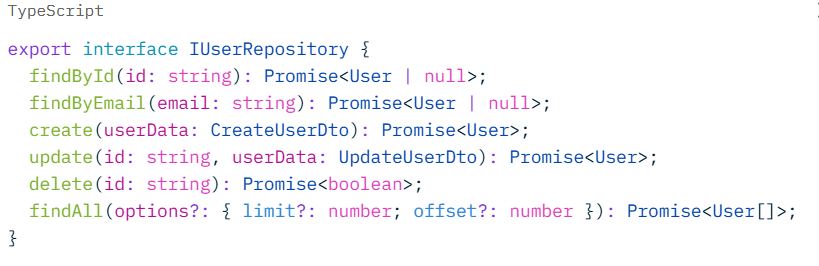 TypeScript
export interface IUserRepository {
  findById(id: string): Promise<User | null>;
  findByEmail(email: string): Promise<User | null>;
  create(userData: CreateUserDto): Promise<User>;
  update(id: string, userData: UpdateUserDto): Promise<User>;
  delete(id: string): Promise<boolean>;
  findAll(options?: { limit?: number; offset?: number }): Promise<User[]>;
}